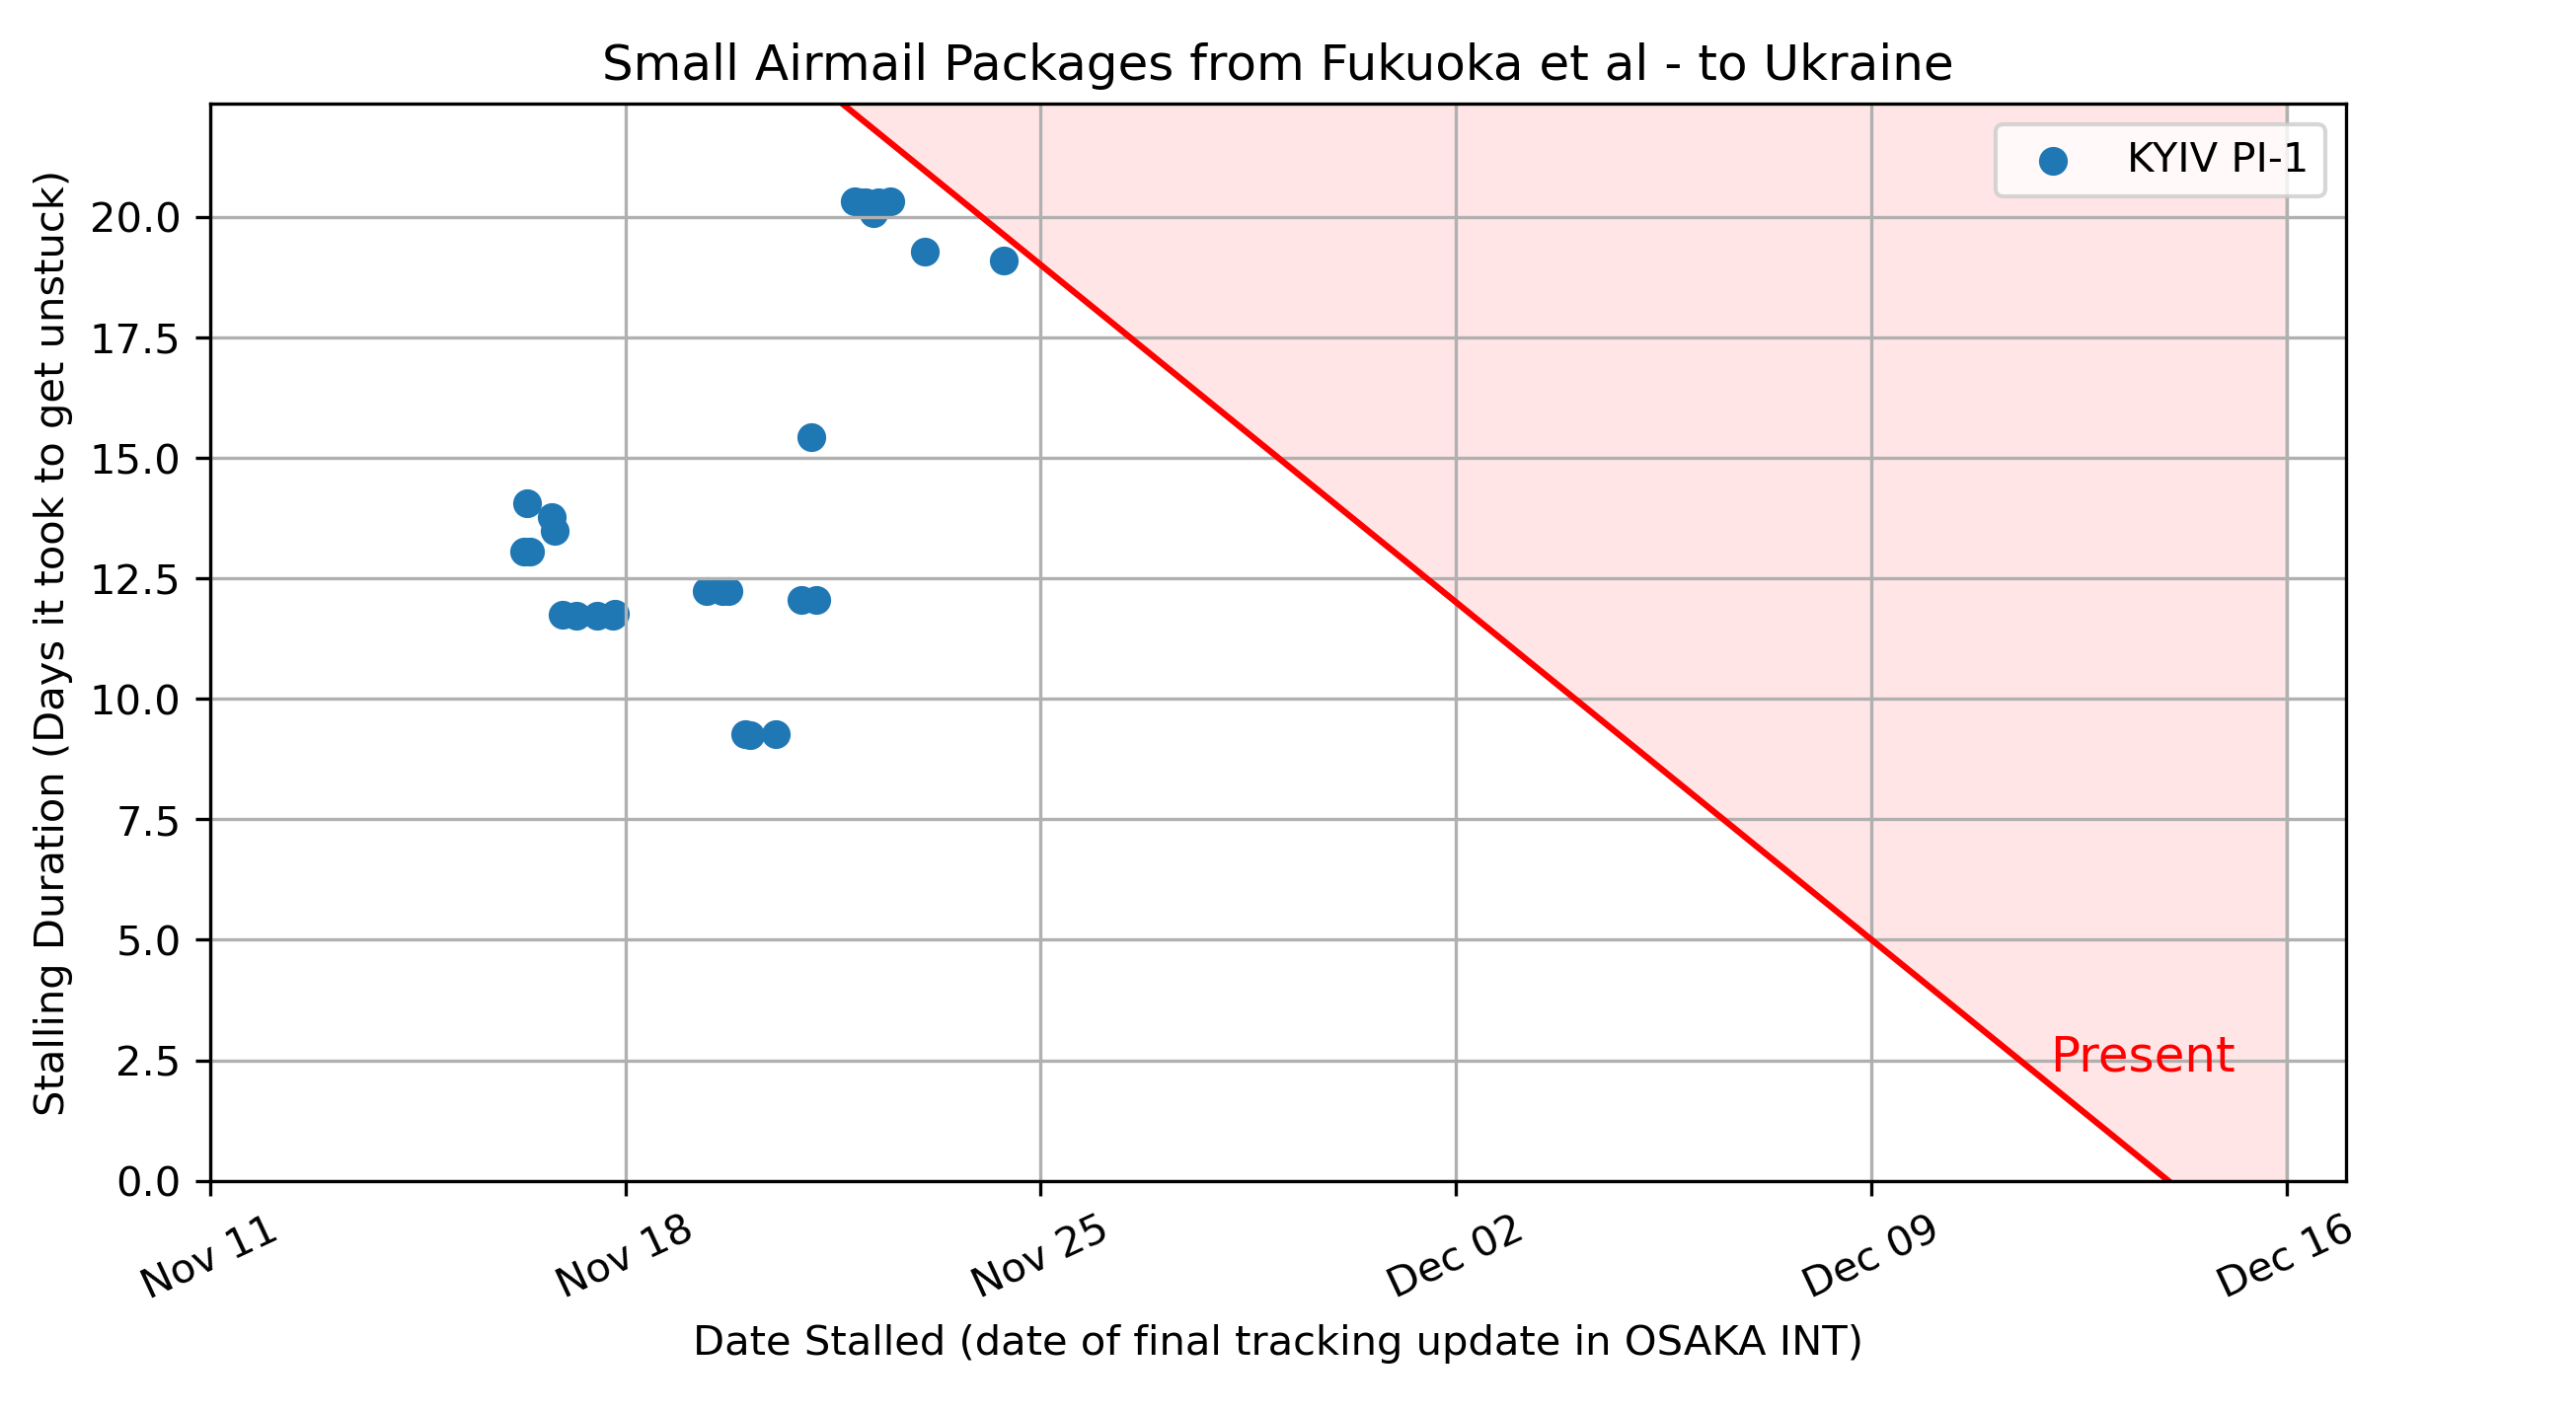 Small Airmail Packages from Fukuoka et al - to Ukraine
KYIV PI-1
Stalling Duration (Days it took to get unstuck)
20.0
17.5
15.0
12.5
10.0
7.5
5.0
2.5
0.0
Present
Nov 11
Nov 18
Nov 25
Dec 02
Dec 09
Dec 16
Date Stalled (date of final tracking update in OSAKA INT)